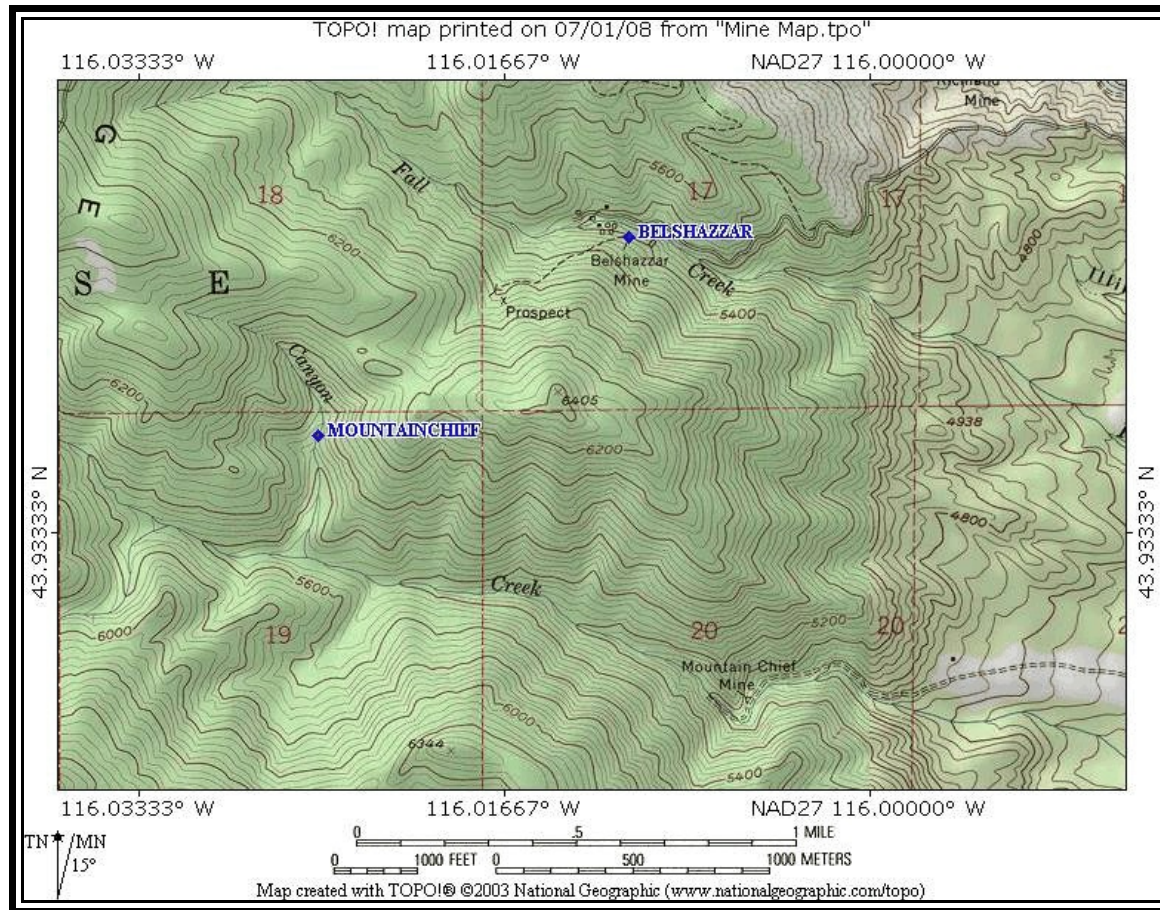 TOPO! map printed on 07/01/08 from "Mine Map.tpo"
116.03333° W 116.01667° W NAD27 116.00000° W
Mine
G
Fall
5600
17
17
18
E
6200
BELSHAZZAR
4800
Belshazzar
Mine
Creek
S E
Prospect
5400
Canyon
6200
6405
4938
MOUNTAINCHIEF
6200
43.93333° N
43.93333° N
4800
5600
Creek
5200
6000
19
20
20
Mountain Chief
Mine
6000
6344
5400
116.03333° W 116.01667° W NAD27 116.00000° W
TN MN
15°
0 .5 1 MILE
0 1000 FEET 0 500 1000 METERS
Map created with TOPO!® ©2003 National Geographic (www.nationalgeographic.com/topo)